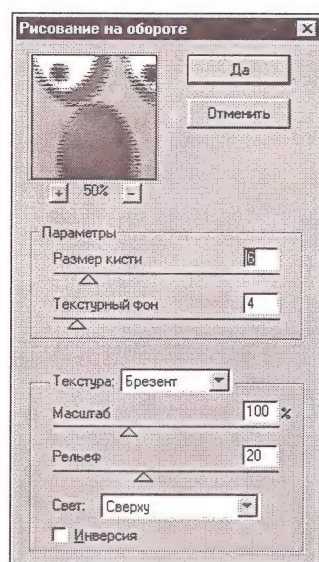 Рисование на обороте
Да
Отменить
+ 50% -
Параметры
Размер кисти 6
Текстурный фон 4
Текстура: Брезент
Масштаб 100 %
Рельеф 20
Свет: Сверху
Инверсия